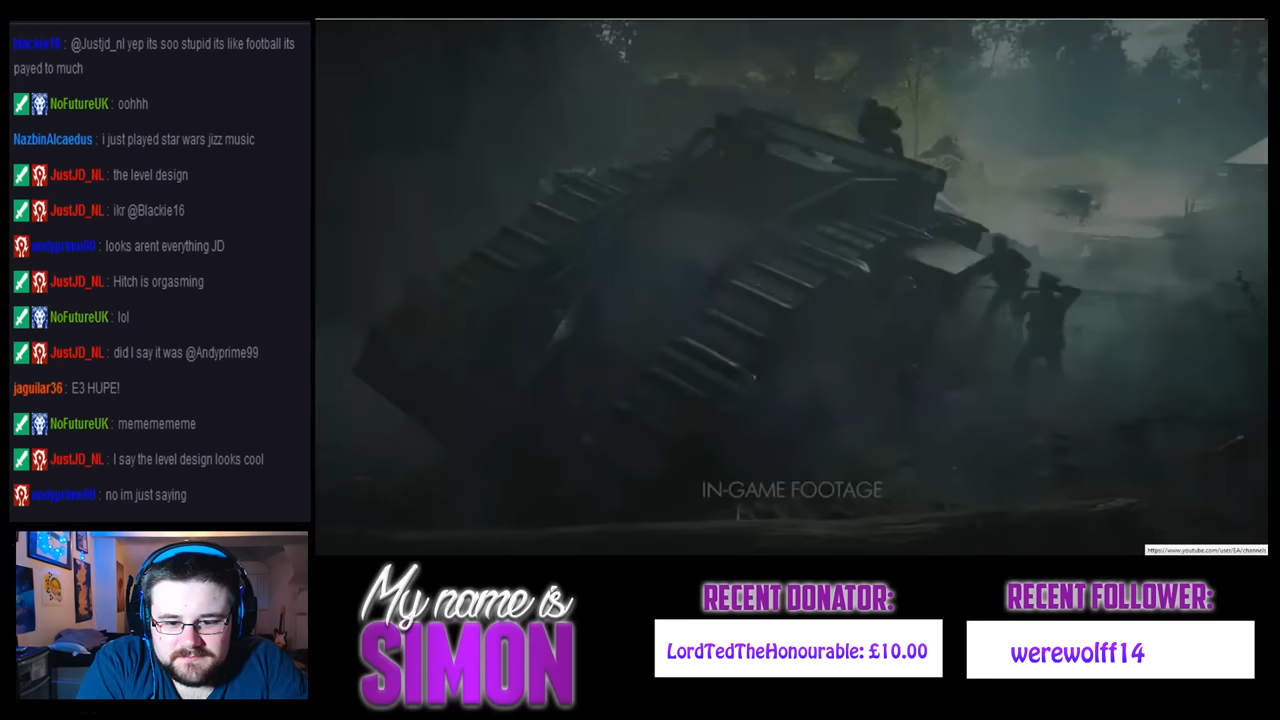 blackie16 : @Justjd_nl yep its soo stupid its like football its
payed to much
NoFutureUK : oohhh
NazbinAlcaedus : i just played star wars jizz music
JustJD_NL : the level design
JustJD_NL : ikr @Blackie16
andyprime99 : looks arent everything JD
JustJD_NL : Hitch is orgasming
NoFutureUK : lol
JustJD_NL : did I say it was @Andyprime99
jaguilar36 : E3 HUPE!
NoFutureUK : mememememe
JustJD_NL : I say the level design looks cool
andyprime99 : no im just saying
IN-GAME FOOTAGE
https://www.youtube.com/user/EA/channels
My name is
SIMON
RECENT DONATOR:
LordTedTheHonourable: £10.00
RECENT FOLLOWER:
werewolff14